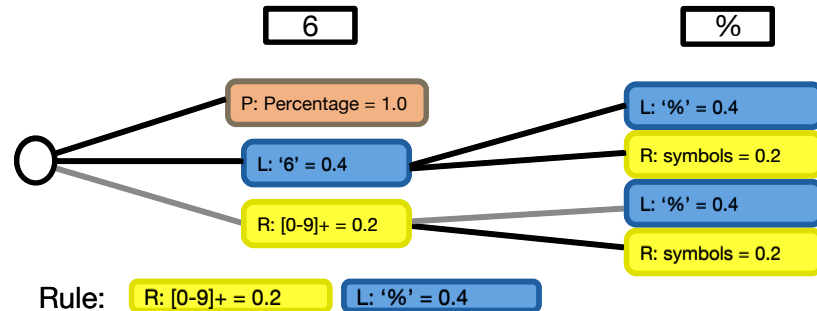 6
%
P: Percentage = 1.0
L: ‘%’ = 0.4
L: ‘6’ = 0.4
R: symbols = 0.2
L: ‘%’ = 0.4
R: [0-9]+ = 0.2
R: symbols = 0.2
Rule:
R: [0-9]+ = 0.2
L: ‘%’ = 0.4